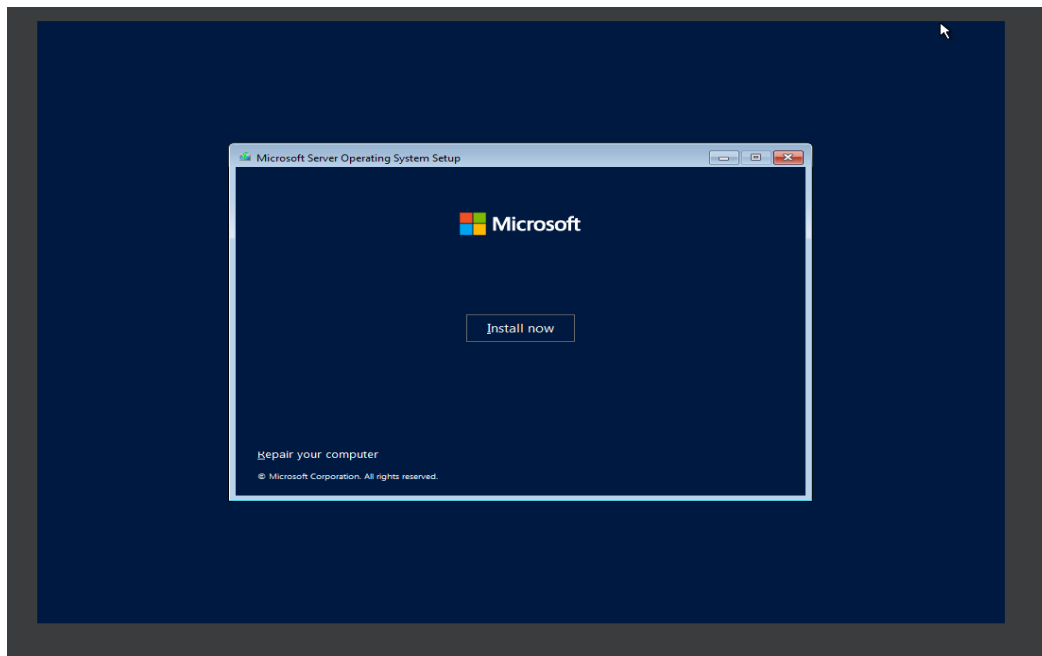 Microsoft Server Operating System Setup
Microsoft
Install now
Repair your computer
© Microsoft Corporation. All rights reserved.